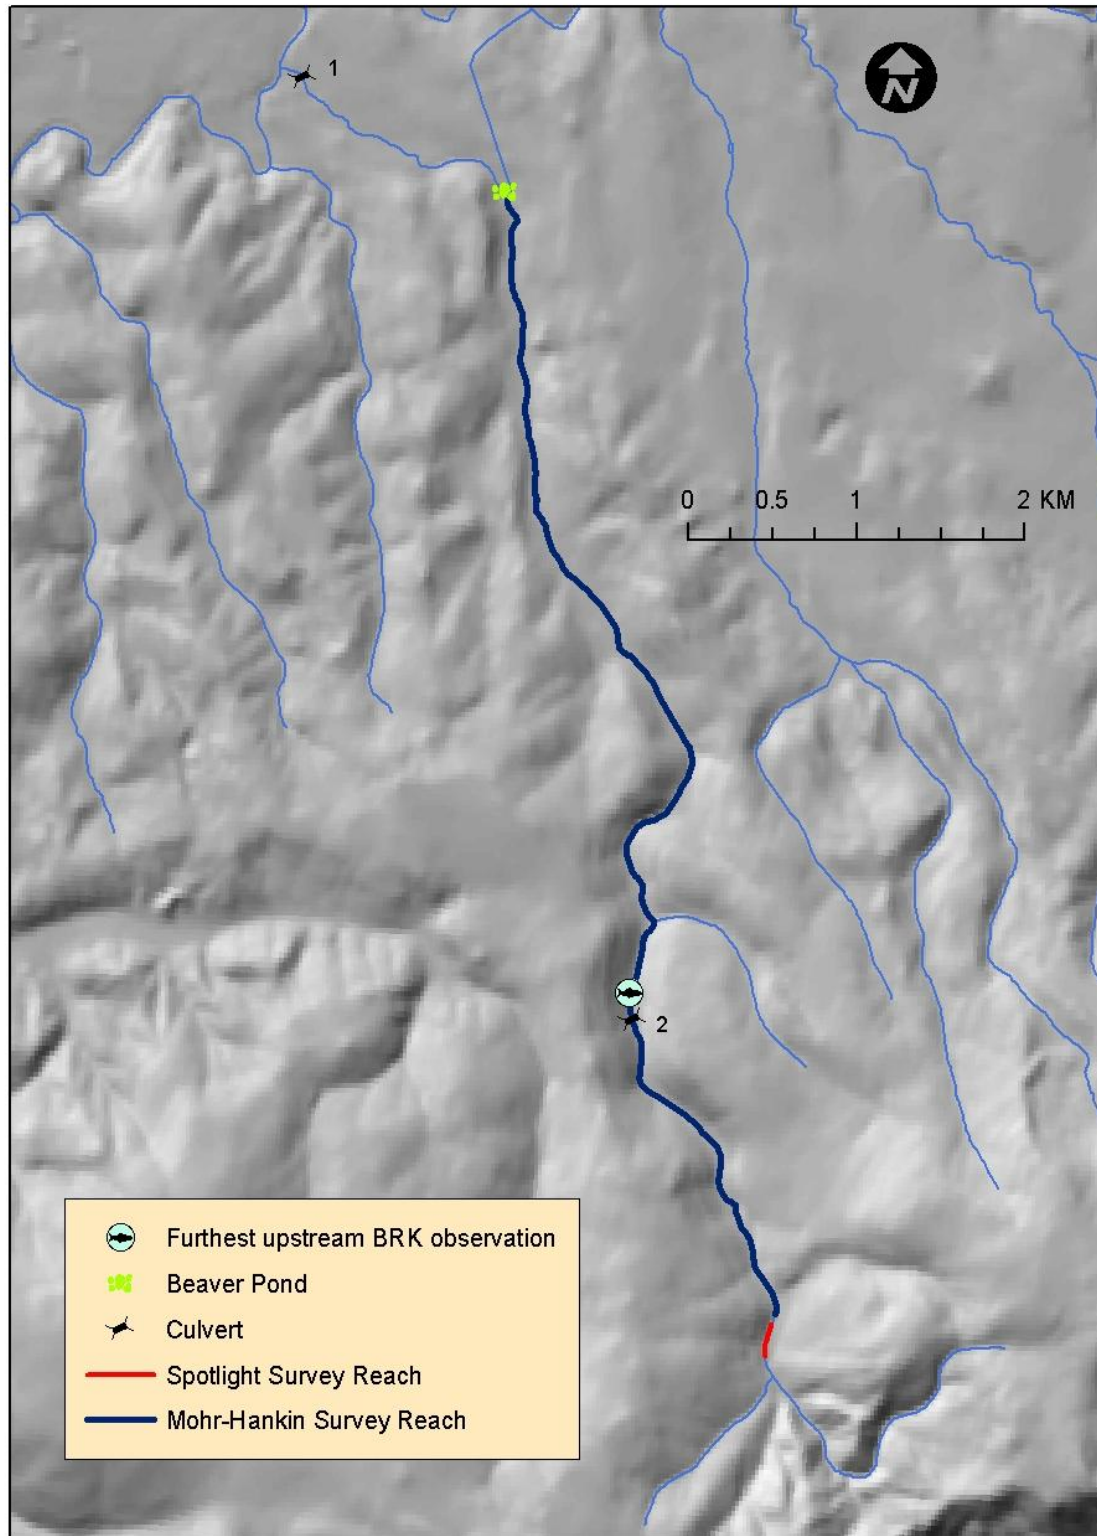 1
N
0 0.5 1 2 KM
2
Furthest upstream BRK observation
Beaver Pond
Culvert
Spotlight Survey Reach
Mohr-Hankin Survey Reach